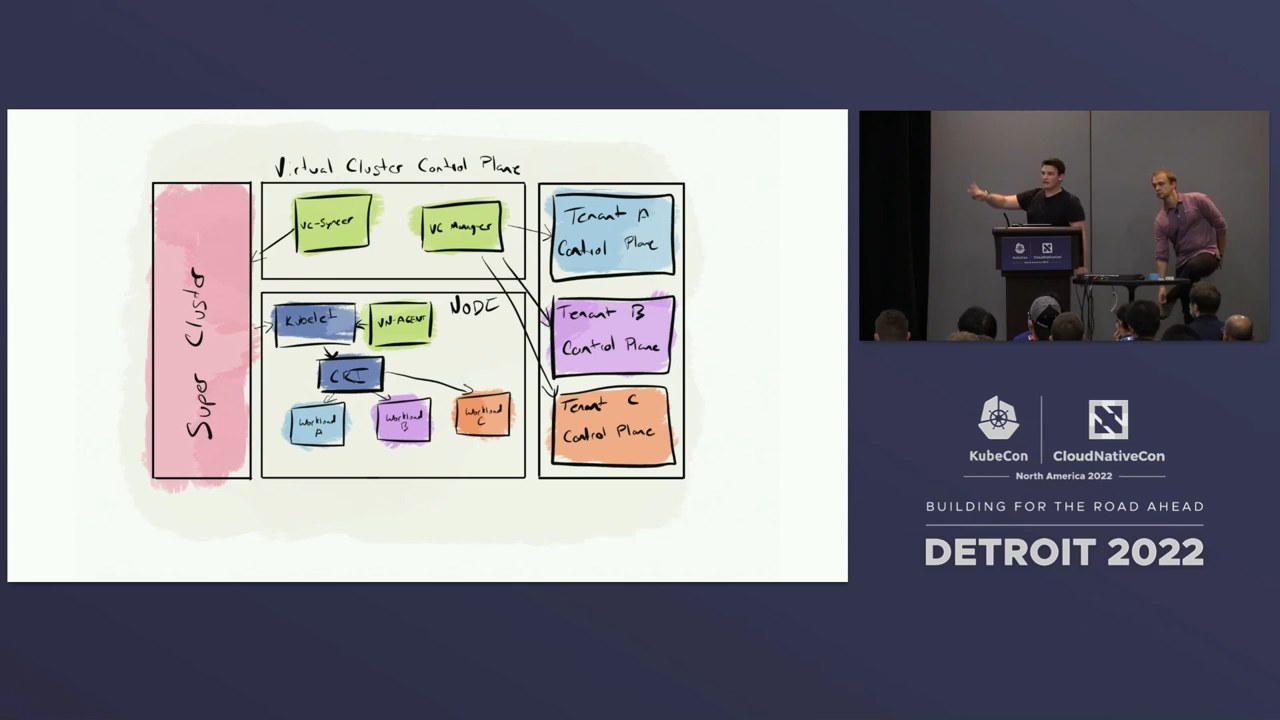 Virtual Cluster Control Plane
Super Cluster
VC-Syncer
VC Manager
NODE
Kubelet
VN-AGENT
CRI
Workload
A
Workload
B
Workload
C
Tenant A
Control Plane
Tenant B
Control Plane
Tenant C
Control Plane
KubeCon
CloudNativeCon
North America 2022
BUILDING FOR THE ROAD AHEAD
DETROIT 2022